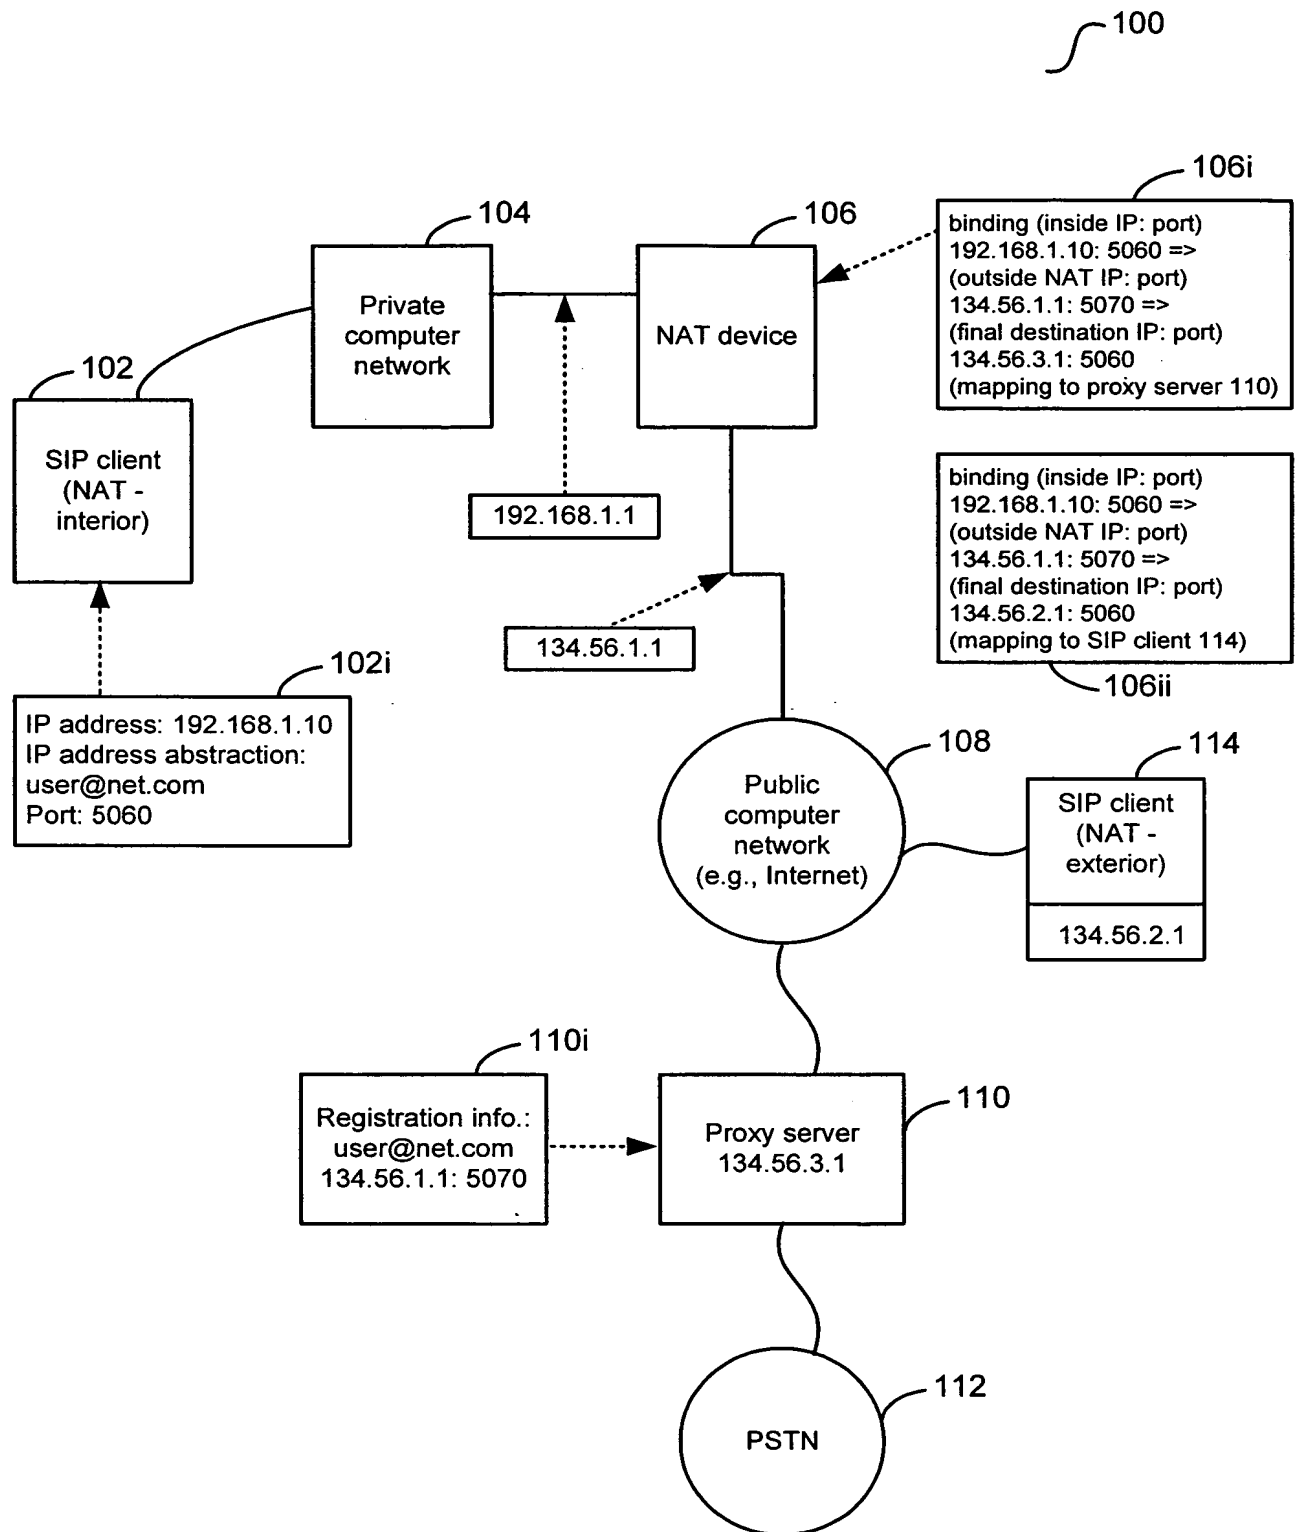 100
106i
binding (inside IP: port)
192.168.1.10: 5060 =>
(outside NAT IP: port)
134.56.1.1: 5070 =>
(final destination IP: port)
134.56.3.1: 5060
(mapping to proxy server 110)
104
Private
computer
network
106
NAT device
102
SIP client
(NAT -
interior)
192.168.1.1
binding (inside IP: port)
192.168.1.10: 5060 =>
(outside NAT IP: port)
134.56.1.1: 5070 =>
(final destination IP: port)
134.56.2.1: 5060
(mapping to SIP client 114)
106ii
134.56.1.1
102i
IP address: 192.168.1.10
IP address abstraction:
user@net.com
Port: 5060
108
Public
computer
network
(e.g., Internet)
114
SIP client
(NAT -
exterior)
134.56.2.1
110i
Registration info.:
user@net.com
134.56.1.1: 5070
110
Proxy server
134.56.3.1
112
PSTN